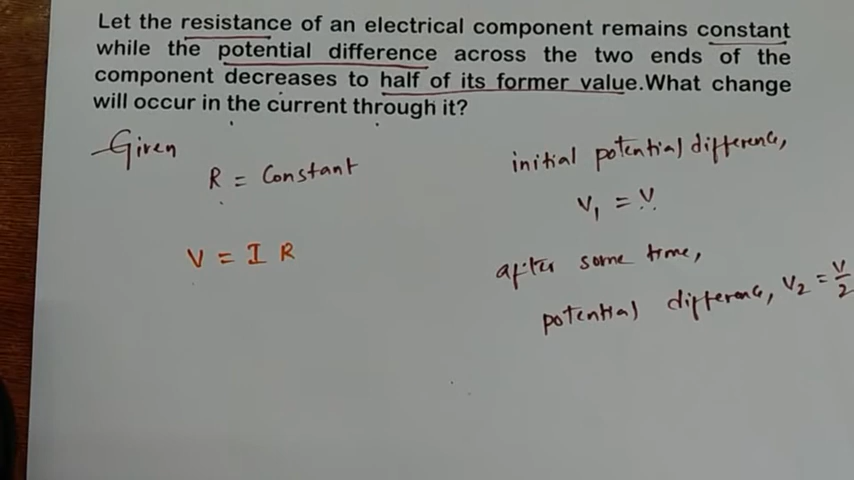 Let the resistance of an electrical component remains constant
while the potential difference across the two ends of the
component decreases to half of its former value.What change
will occur in the current through it?
Given
R = Constant
V = I R
initial potential difference,
V₁ = V
after some time,
potential difference, V₂ = V/2